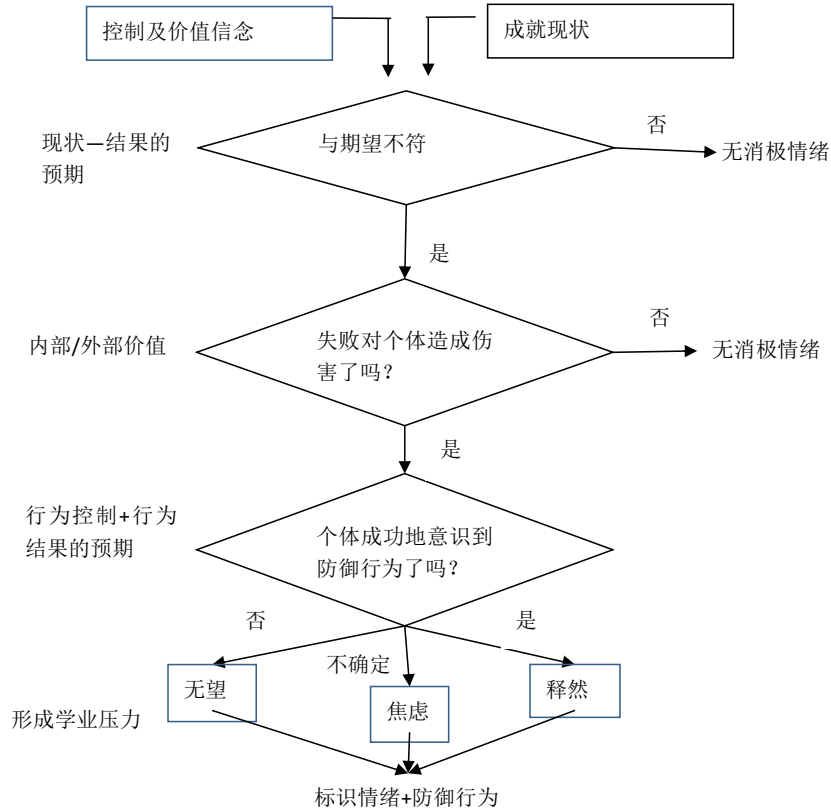 控制及价值信念
成就现状
现状—结果的
预期
与期望不符
否
无消极情绪
是
内部/外部价值
失败对个体造成伤
害了吗？
否
无消极情绪
是
行为控制+行为
结果的预期
个体成功地意识到
防御行为了吗？
否
不确定
是
形成学业压力
无望
焦虑
释然
标识情绪+防御行为